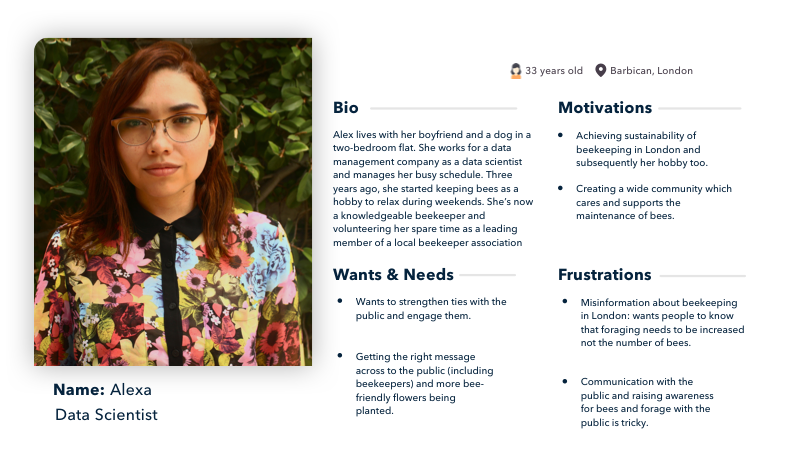 33 years old
Barbican, London
Bio
Alex lives with her boyfriend and a dog in a
two-bedroom flat. She works for a data
management company as a data scientist
and manages her busy schedule. Three
years ago, she started keeping bees as a
hobby to relax during weekends. She's now
a knowledgeable beekeeper and
volunteering her spare time as a leading
member of a local beekeeper association
Motivations
• Achieving sustainability of
beekeeping in London and
subsequently her hobby too.
• Creating a wide community which
cares and supports the
maintenance of bees.
Wants & Needs
• Wants to strengthen ties with the
public and engage them.
• Getting the right message
across to the public (including
beekeepers) and more bee-
friendly flowers being
planted.
Frustrations
• Misinformation about beekeeping
in London: wants people to know
that foraging needs to be increased
not the number of bees.
• Communication with the
public and raising awareness
for bees and forage with the
public is tricky.
Name: Alexa
Data Scientist